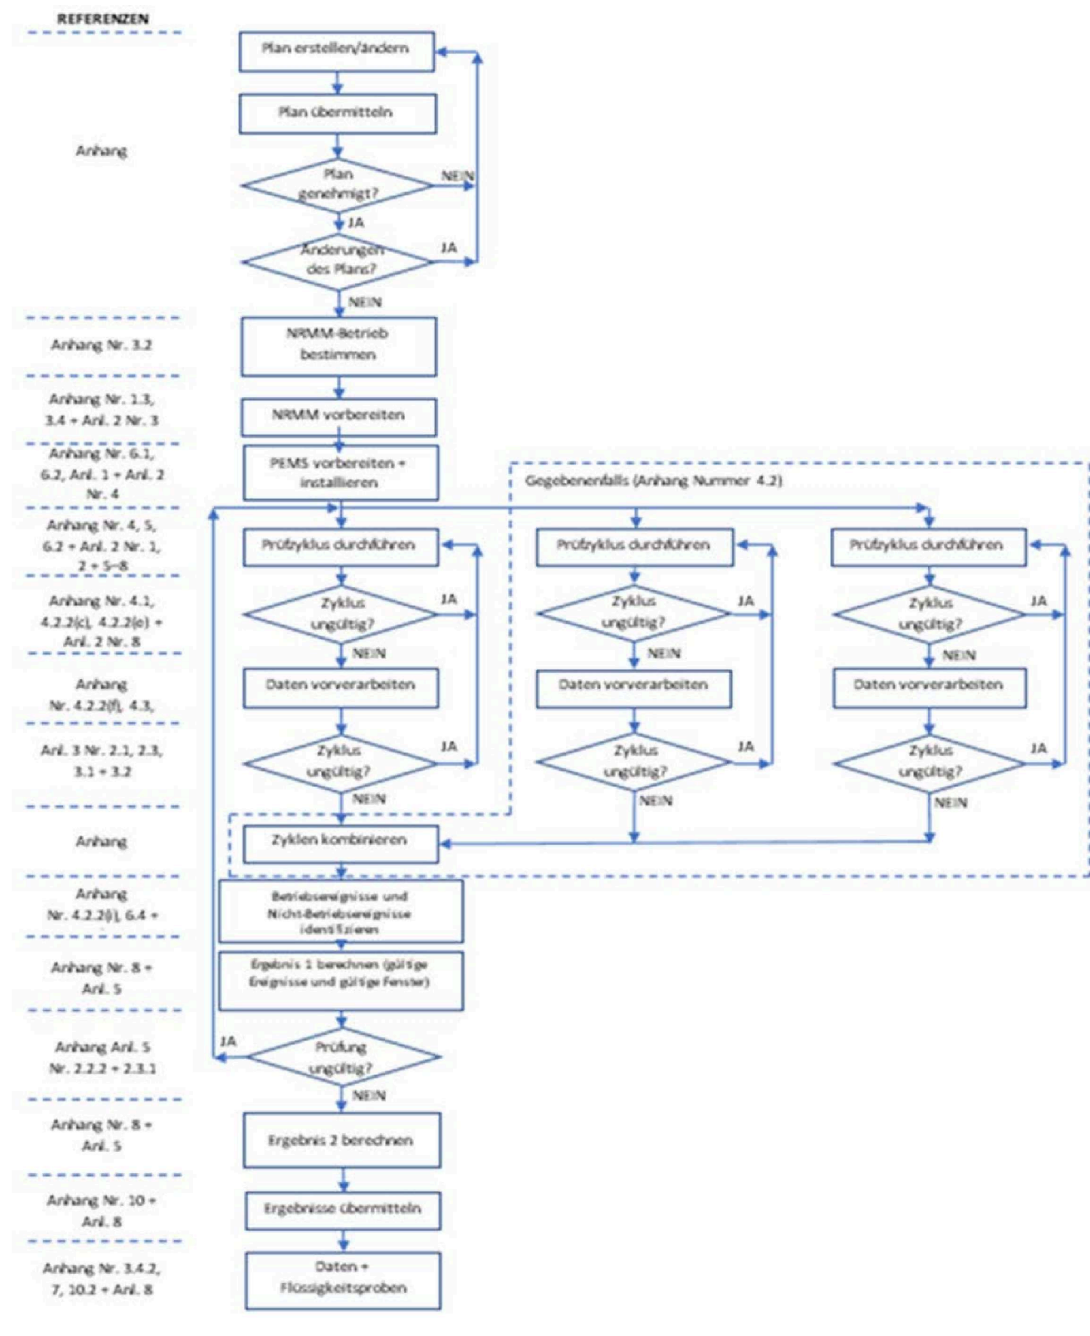 REFERENZEN
Plan erstellen/ändern
Plan übermitteln
Anhang
Plan
genehmigt?
NEIN
JA
Änderungen
des Plans?
JA
NEIN
Anhang Nr. 3.2
NRMM-Betrieb
bestimmen
Anhang Nr. 1.3,
3.4 + Anl. 2 Nr. 3
NRMM vorbereiten
Anhang Nr. 6.1,
6.2, Anl. 1 + Anl. 2
Nr. 4
PEMS vorbereiten +
installieren
Gegebenenfalls (Anhang Nummer 4.2)
Anhang Nr. 4, 5,
6.2 + Anl. 2 Nr. 1,
2 + 5–8
Prüfzyklus durchführen
Prüfzyklus durchführen
Prüfzyklus durchführen
Anhang Nr. 4.1,
4.2.2(c), 4.2.2(e) +
Anl. 2 Nr. 8
Zyklus
ungültig?
JA
NEIN
Zyklus
ungültig?
JA
NEIN
Zyklus
ungültig?
JA
NEIN
Anhang
Nr. 4.2.2(f), 4.3,
Daten vorverarbeiten
Daten vorverarbeiten
Daten vorverarbeiten
Anl. 3 Nr. 2.1, 2.3,
3.1 + 3.2
Zyklus
ungültig?
JA
NEIN
Zyklus
ungültig?
JA
NEIN
Zyklus
ungültig?
JA
NEIN
Anhang
Zyklen kombinieren
Anhang
Nr. 4.2.2(i), 6.4 +
Betriebsereignisse und
Nicht-Betriebsereignisse
identifizieren
Anhang Nr. 8 +
Anl. 5
Ergebnis 1 berechnen (gültige
Ereignisse und gültige Fenster)
Anhang Anl. 5
Nr. 2.2.2 + 2.3.1
JA
Prüfung
ungültig?
NEIN
Anhang Nr. 8 +
Anl. 5
Ergebnis 2 berechnen
Anhang Nr. 10 +
Anl. 8
Ergebnisse übermitteln
Anhang Nr. 3.4.2,
7, 10.2 + Anl. 8
Daten +
Flüssigkeitsproben